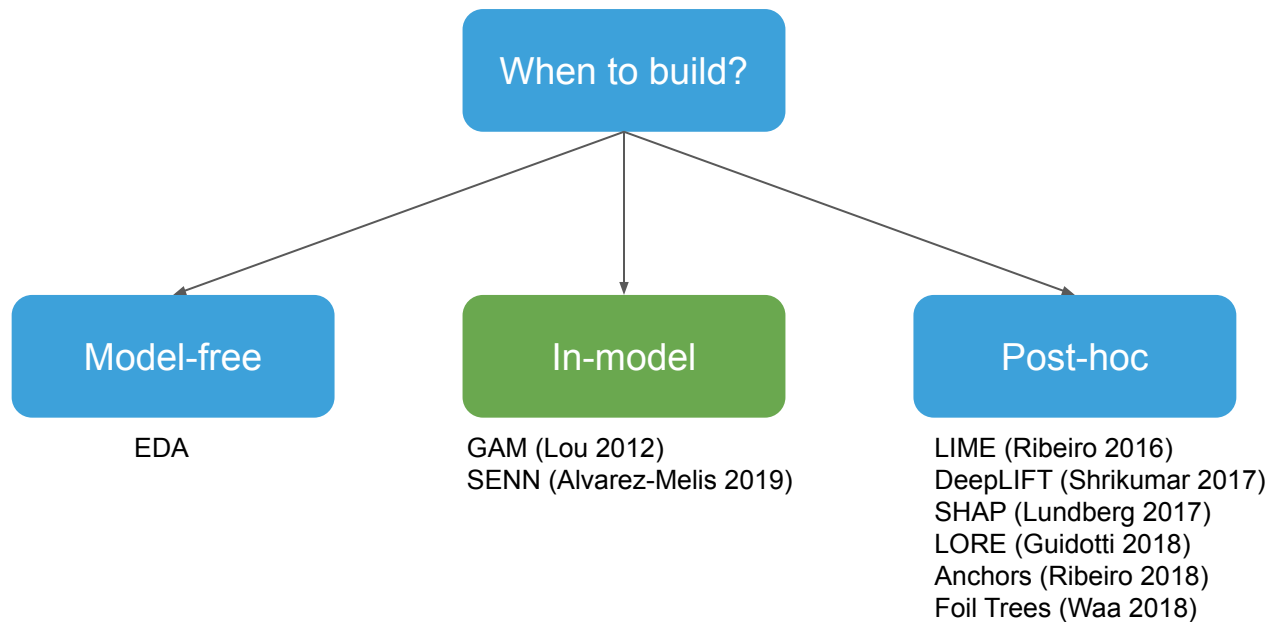 When to build?
Model-free
In-model
Post-hoc
EDA
GAM (Lou 2012)
SENN (Alvarez-Melis 2019)
LIME (Ribeiro 2016)
DeepLIFT (Shrikumar 2017)
SHAP (Lundberg 2017)
LORE (Guidotti 2018)
Anchors (Ribeiro 2018)
Foil Trees (Waa 2018)